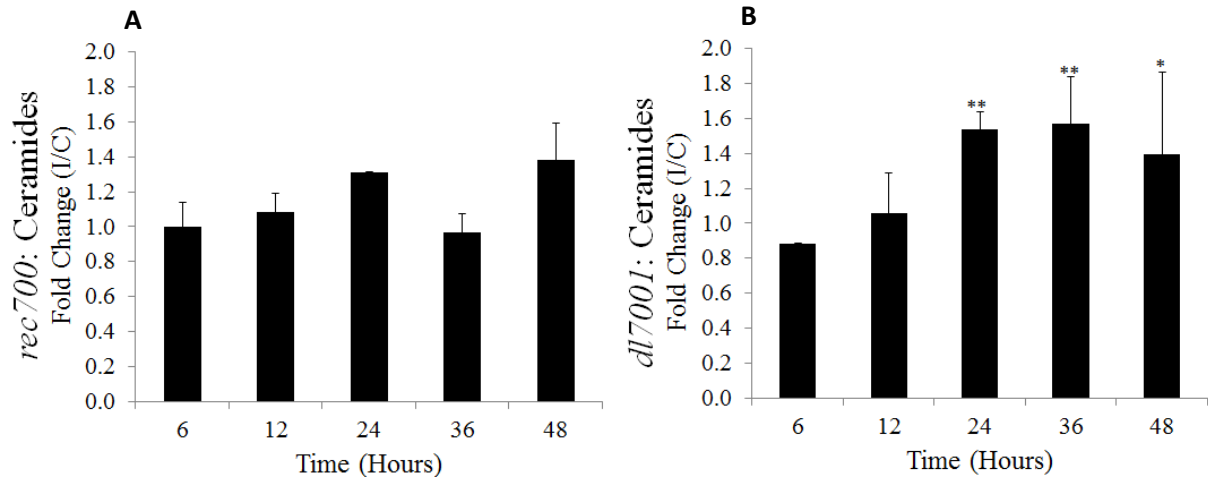 A
rec700: Ceramides
Fold Change (I/C)
2.0
1.8
1.6
1.4
1.2
1.0
0.8
0.6
0.4
0.2
0.0
6 12 24 36 48
Time (Hours)
B
dl7001: Ceramides
Fold Change (I/C)
2.0
1.8
1.6
1.4
1.2
1.0
0.8
0.6
0.4
0.2
0.0
** ** *
6 12 24 36 48
Time (Hours)